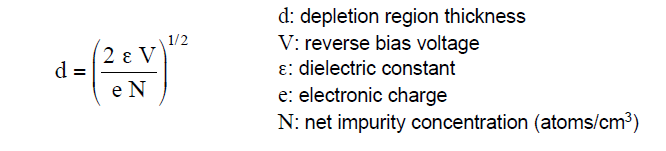 d = (2 ε V / e N)^1/2
d: depletion region thickness
V: reverse bias voltage
ε: dielectric constant
e: electronic charge
N: net impurity concentration (atoms/cm³)